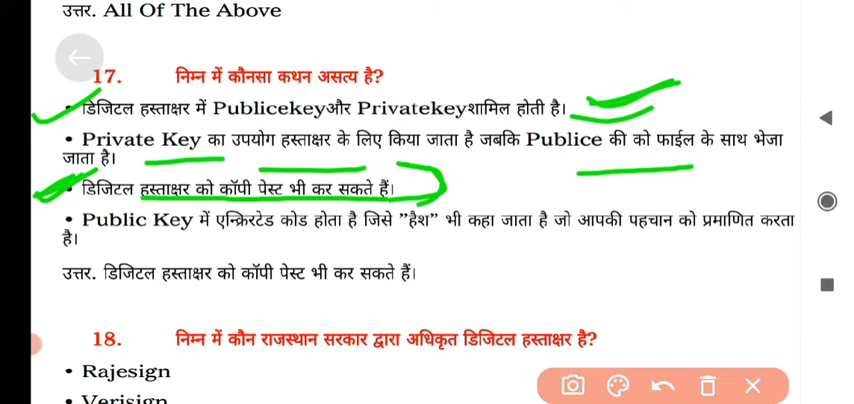 उत्तर. All Of The Above
17. निम्न में कौनसा कथन असत्य है?
• डिजिटल हस्ताक्षर में Publicekeyऔर Privatekeyशामिल होती है।
• Private Key का उपयोग हस्ताक्षर के लिए किया जाता है जबकि Publice की को फाईल के साथ भेजा
जाता है।
• डिजिटल हस्ताक्षर को कॉपी पेस्ट भी कर सकते हैं।
• Public Key में एन्क्रिरटेड कोड होता है जिसे ”हैश” भी कहा जाता है जो आपकी पहचान को प्रमाणित करता
है।
उत्तर. डिजिटल हस्ताक्षर को कॉपी पेस्ट भी कर सकते हैं।
18. निम्न में कौन राजस्थान सरकार द्वारा अधिकृत डिजिटल हस्ताक्षर है?
• Rajesign
• Verisign